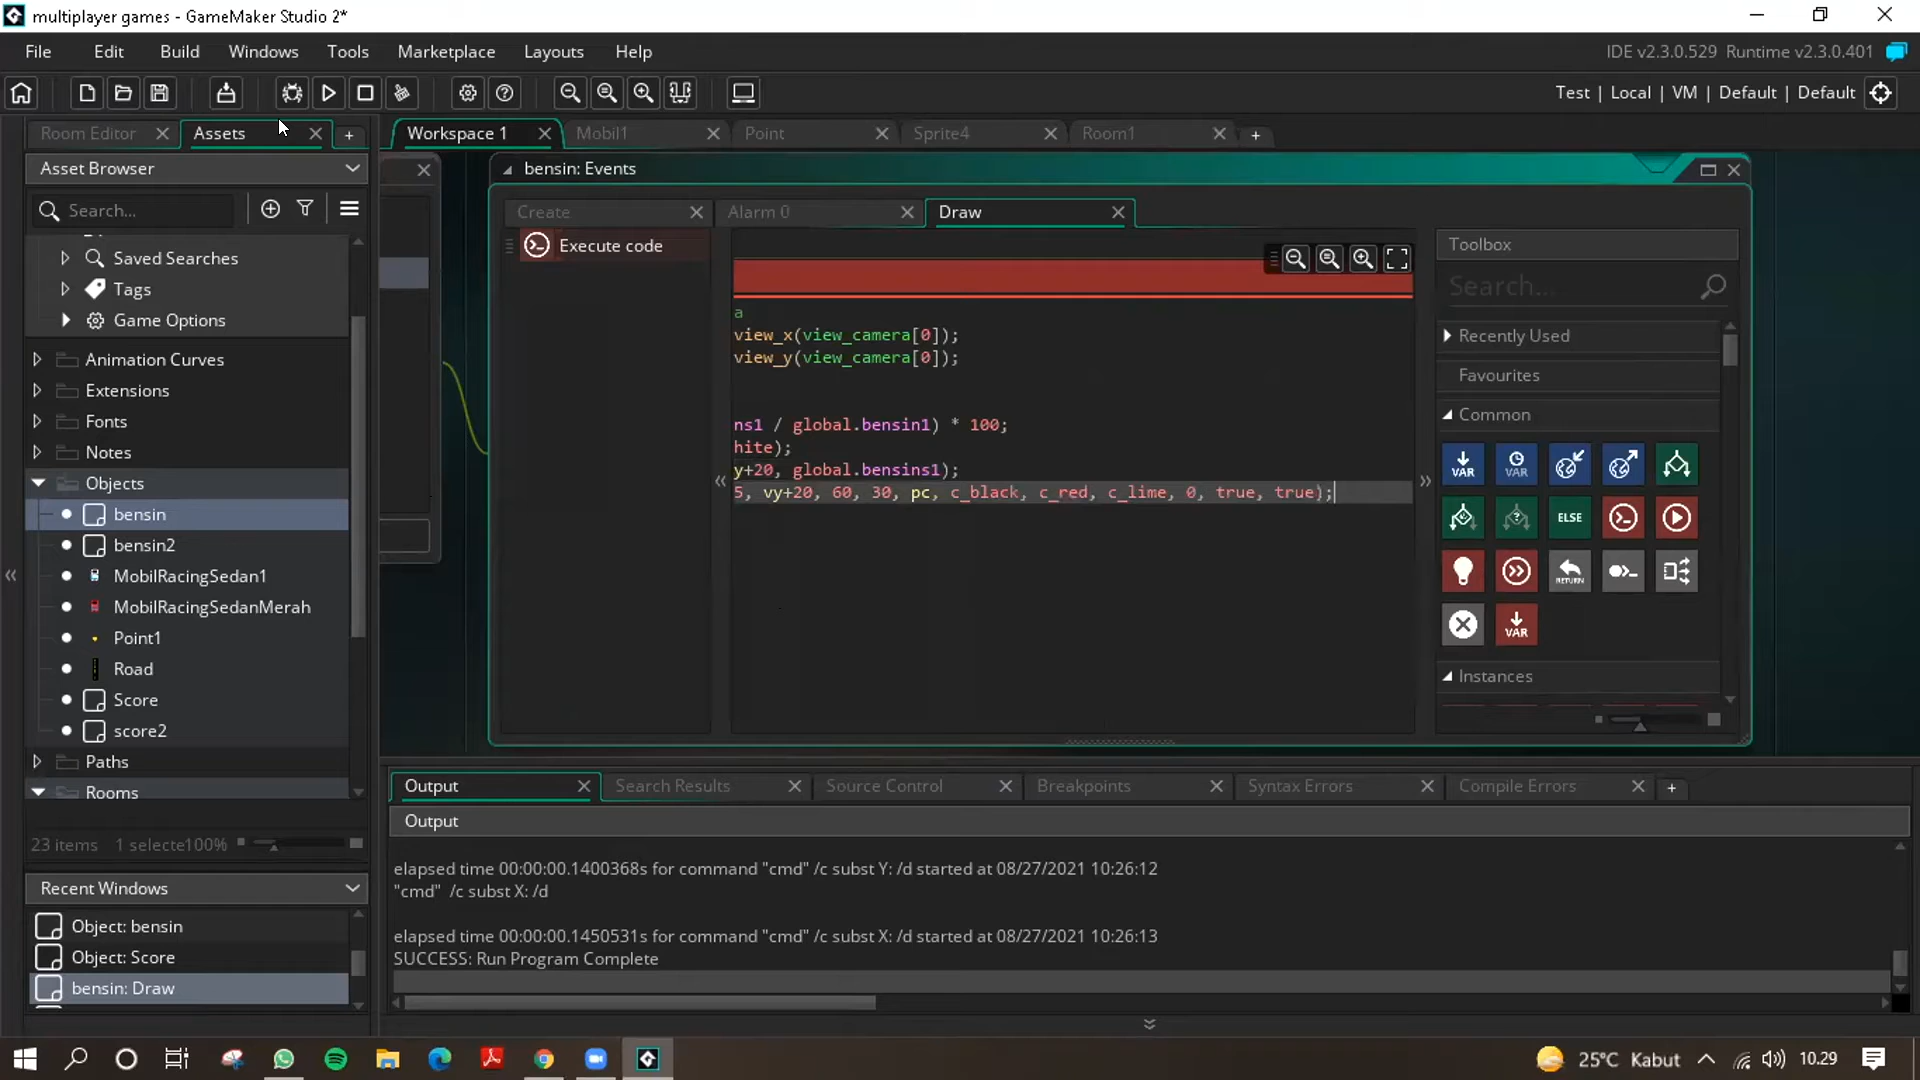 multiplayer games - GameMaker Studio 2*
File Edit Build Windows Tools Marketplace Layouts Help
IDE v2.3.0.529 Runtime v2.3.0.401
Test | Local | VM | Default | Default
Room Editor Assets
Workspace 1 Mobil1 Point Sprite4 Room1
Asset Browser
Search...
Saved Searches
Tags
Game Options
Animation Curves
Extensions
Fonts
Notes
Objects
bensin
bensin2
MobilRacingSedan1
MobilRacingSedanMerah
Point1
Road
Score
score2
Paths
Rooms
23 items 1 selecte100%
Recent Windows
Object: bensin
Object: Score
bensin: Draw
bensin: Events
Create Alarm 0 Draw
Execute code
a
view_x(view_camera[0]);
view_y(view_camera[0]);
ns1 / global.bensin1) * 100;
hite);
y+20, global.bensins1);
5, vy+20, 60, 30, pc, c_black, c_red, c_lime, 0, true, true);
Toolbox
Search...
Recently Used
Favourites
Common
VAR VAR
ELSE
RETURN
VAR
Instances
Output Search Results Source Control Breakpoints Syntax Errors Compile Errors
Output
elapsed time 00:00:00.1400368s for command "cmd" /c subst Y: /d started at 08/27/2021 10:26:12
"cmd" /c subst X: /d
elapsed time 00:00:00.1450531s for command "cmd" /c subst X: /d started at 08/27/2021 10:26:13
SUCCESS: Run Program Complete
25°C Kabut 10.29